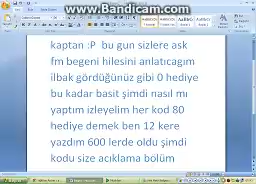 www.Bandicam.com
kaptan :P bu gun sizlere ask
fm begeni hilesini anlatıcagım
ilbak gördüğünüz gibi 0 hediye
bu kadar basit şimdi nasıl mı
yaptım izleyelim her kod 80
hediye demek ben 12 kere
yazdım 600 lerde oldu şimdi
kodu size acıklama bölüm